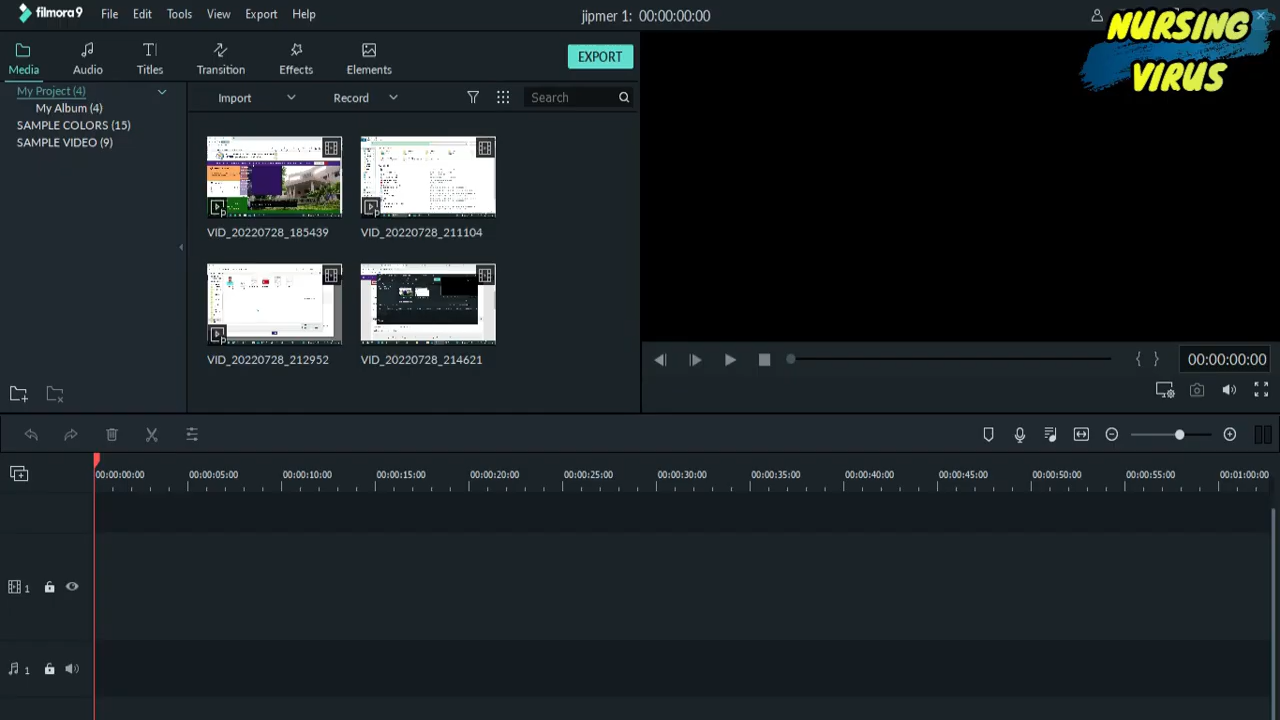 filmora9 File Edit Tools View Export Help jipmer 1: 00:00:00:00
NURSING
VIRUS
Media Audio Titles Transition Effects Elements EXPORT
My Project (4)
My Album (4)
SAMPLE COLORS (15)
SAMPLE VIDEO (9)
Import Record Search
VID_20220728_185439 VID_20220728_211104
VID_20220728_212952 VID_20220728_214621
{ } 00:00:00:00
00:00:00:00 00:00:05:00 00:00:10:00 00:00:15:00 00:00:20:00 00:00:25:00 00:00:30:00 00:00:35:00 00:00:40:00 00:00:45:00 00:00:50:00 00:00:55:00 00:01:00:00
1
1